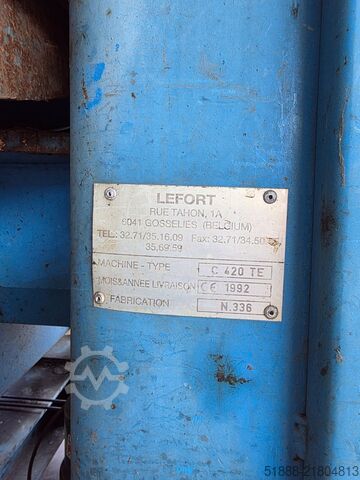 LEFORT
RUE TAHON, 1A
6041 GOSSELIES (BELGIUM)
TEL: 32.71/35.16.09 Fax: 32.71/34.50
35.69.59
MACHINE - TYPE C 420 TE
MOIS&ANNEE LIVRAISON CE 1992
FABRICATION N.336
51888-21804813